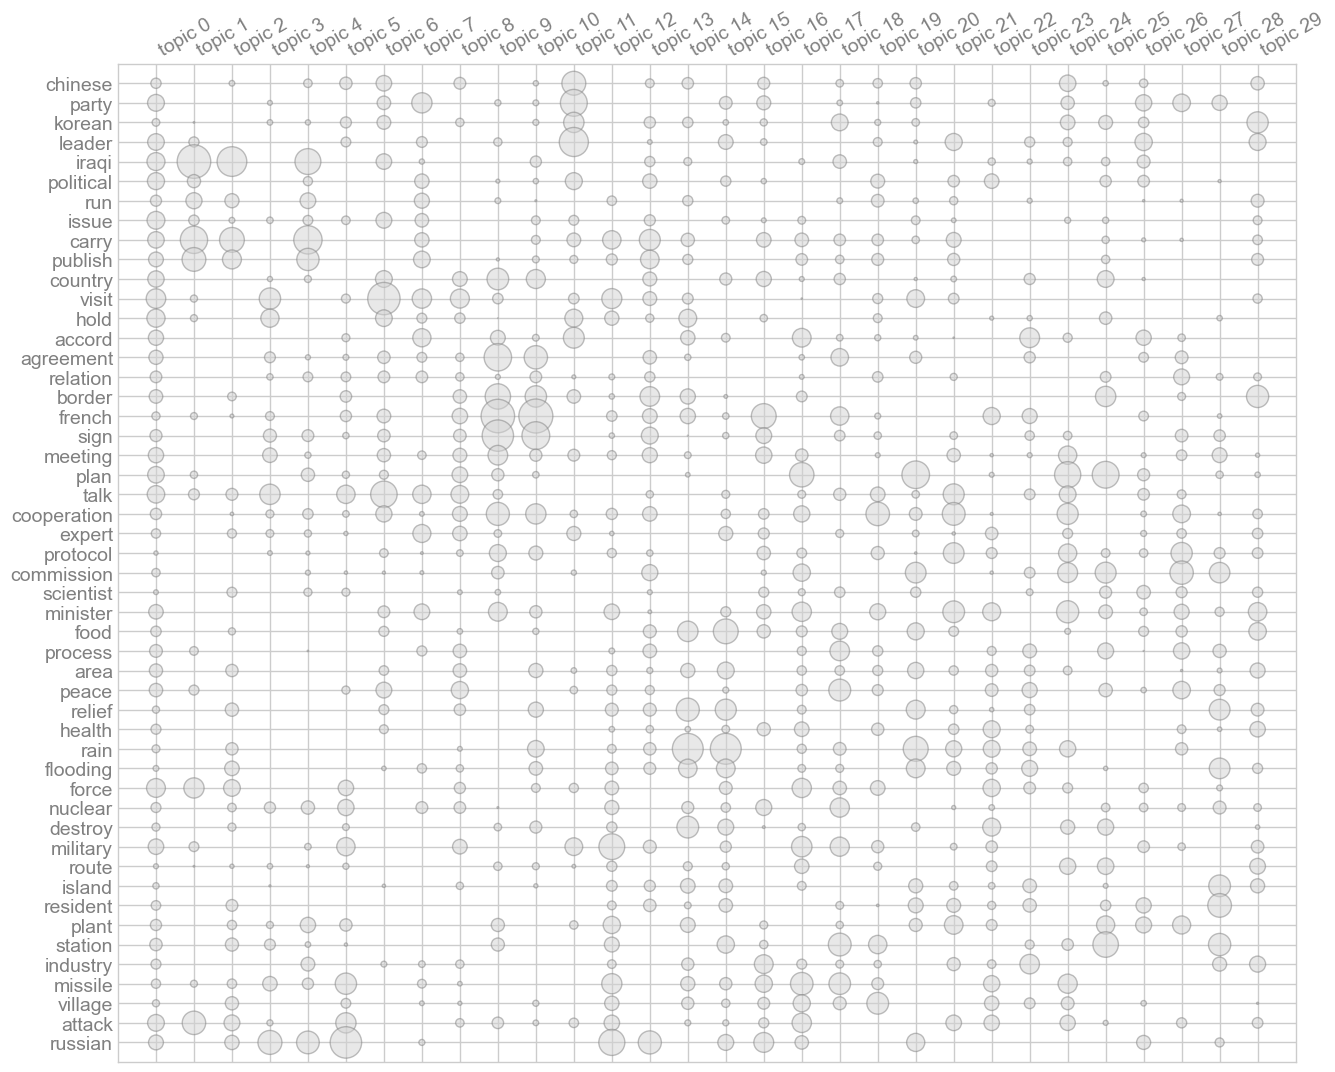 topic 0 topic 1 topic 2 topic 3 topic 4 topic 5 topic 6 topic 7 topic 8 topic 9 topic 10 topic 11 topic 12 topic 13 topic 14 topic 15 topic 16 topic 17 topic 18 topic 19 topic 20 topic 21 topic 22 topic 23 topic 24 topic 25 topic 26 topic 27 topic 28 topic 29
chinese
party
korean
leader
iraqi
political
run
issue
carry
publish
country
visit
hold
accord
agreement
relation
border
french
sign
meeting
plan
talk
cooperation
expert
protocol
commission
scientist
minister
food
process
area
peace
relief
health
rain
flooding
force
nuclear
destroy
military
route
island
resident
plant
station
industry
missile
village
attack
russian